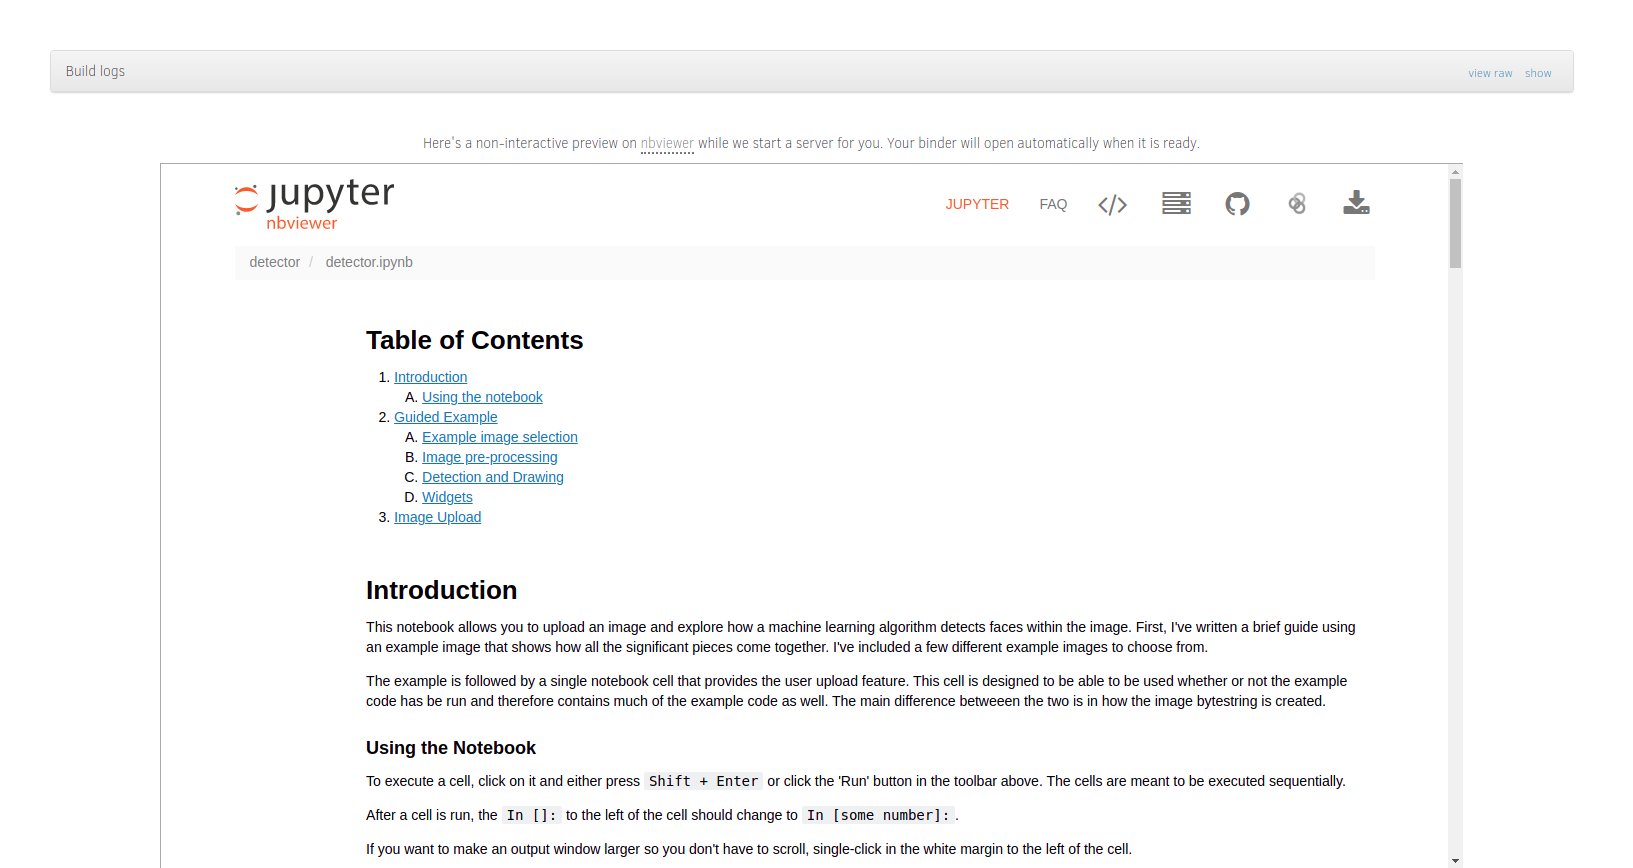 Build logs
view raw show
Here's a non-interactive preview on nbviewer while we start a server for you. Your binder will open automatically when it is ready.
jupyter
nbviewer
JUPYTER FAQ
detector / detector.ipynb
Table of Contents
1. Introduction
A. Using the notebook
2. Guided Example
A. Example image selection
B. Image pre-processing
C. Detection and Drawing
D. Widgets
3. Image Upload
Introduction
This notebook allows you to upload an image and explore how a machine learning algorithm detects faces within the image. First, I've written a brief guide using
an example image that shows how all the significant pieces come together. I've included a few different example images to choose from.
The example is followed by a single notebook cell that provides the user upload feature. This cell is designed to be able to be used whether or not the example
code has be run and therefore contains much of the example code as well. The main difference betweeen the two is in how the image bytestring is created.
Using the Notebook
To execute a cell, click on it and either press Shift + Enter or click the 'Run' button in the toolbar above. The cells are meant to be executed sequentially.
After a cell is run, the In []: to the left of the cell should change to In [some number]: .
If you want to make an output window larger so you don't have to scroll, single-click in the white margin to the left of the cell.